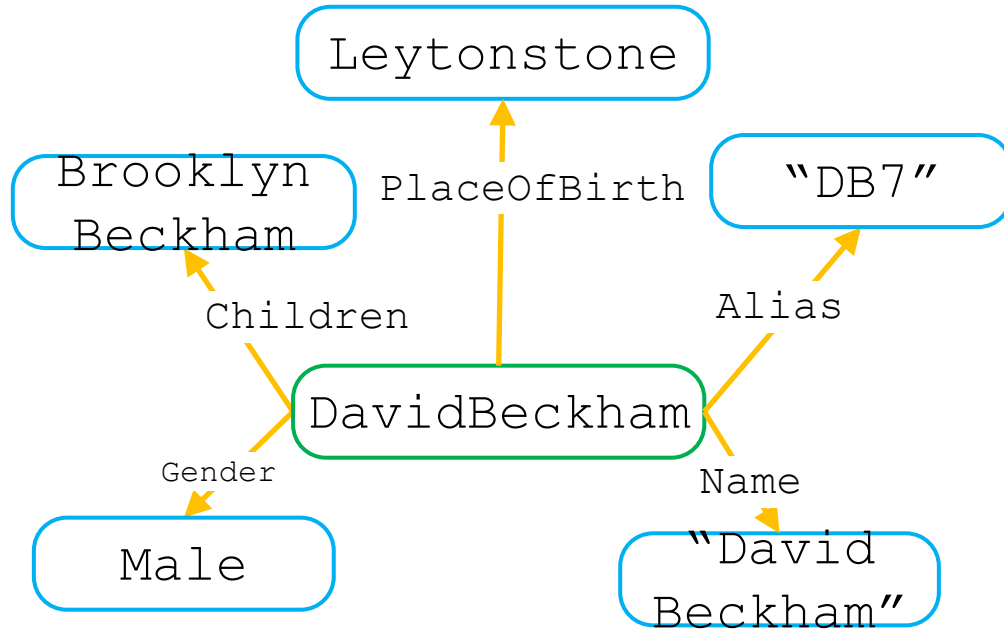 Leytonstone
Brooklyn
Beckham
PlaceOfBirth
“DB7”
Children
Alias
DavidBeckham
Gender
Name
Male
“David
Beckham”